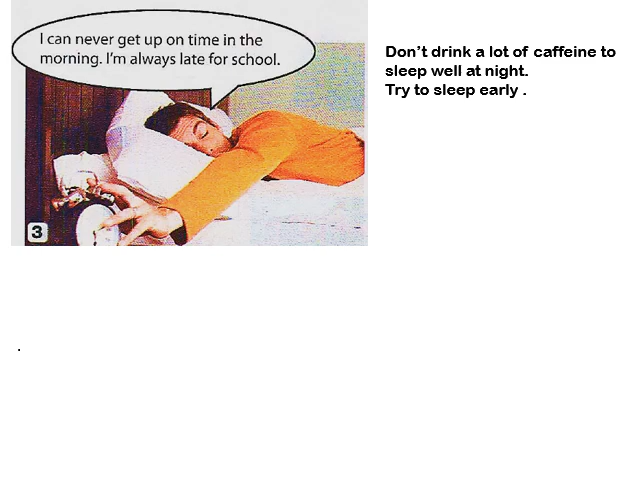 I can never get up on time in the
morning. I'm always late for school.
Don’t drink a lot of caffeine to
sleep well at night.
Try to sleep early .
3
.